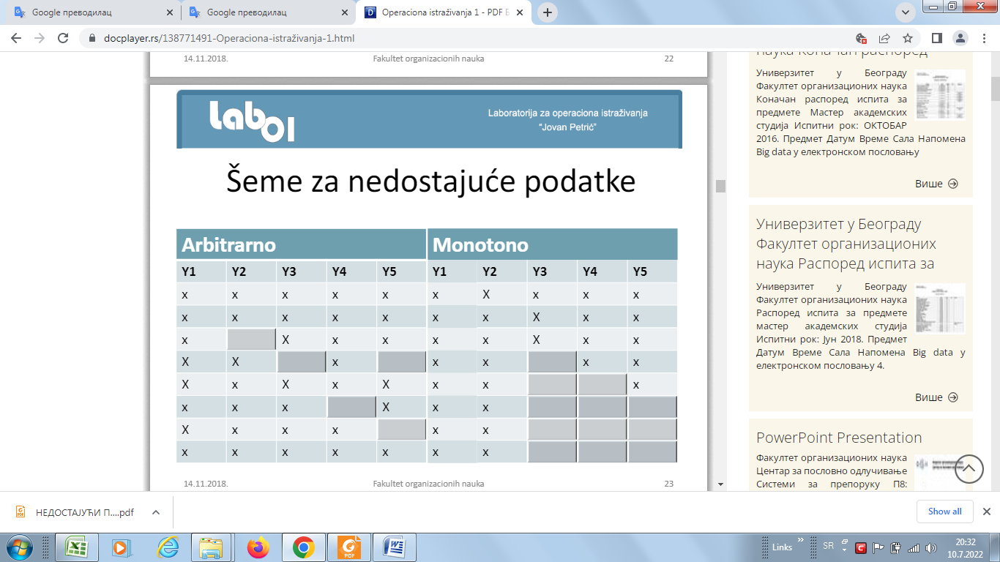 Google преводилац
Google преводилац
Operaciona istraživanja 1 - PDF Б
docplayer.rs/138771491-Operaciona-istraživanja-1.html
14.11.2018. Fakultet organizacionih nauka 22
Lab OI
Laboratorija za operaciona istraživanja
“Jovan Petrić”
Šeme za nedostajuće podatke
Arbitrarno Monotono
Y1 Y2 Y3 Y4 Y5 Y1 Y2 Y3 Y4 Y5
x x x x x x X x x x
x x x x x x x X x x
x X x x x x X x x
X X x x x x x
X x X x X x x x
x x x X x x
X x x x x x
x x x x x x x
14.11.2018. Fakultet organizacionih nauka 23
наука Коначан распоред
Универзитет у Београду
Факултет организационих наука
Коначан распоред испита за
предмете Мастер академских
студија Испитни рок: ОКТОБАР
2016. Предмет Датум Време Сала Напомена
Big data у електронском пословању
Више
Универзитет у Београду
Факултет организационих
наука Распоред испита за
Универзитет у Београду
Факултет организационих наука
Распоред испита за предмете
мастер академских студија
Испитни рок: Јун 2018. Предмет
Датум Време Сала Напомена Big data у
електронском пословању 4.
Више
PowerPoint Presentation
Факултет организационих наука
Центар за пословно одлучивање
Системи за препоруку П8:
НЕДОСТАЈУЋИ П....pdf
Show all
PDF
Links
SR
20:32
10.7.2022